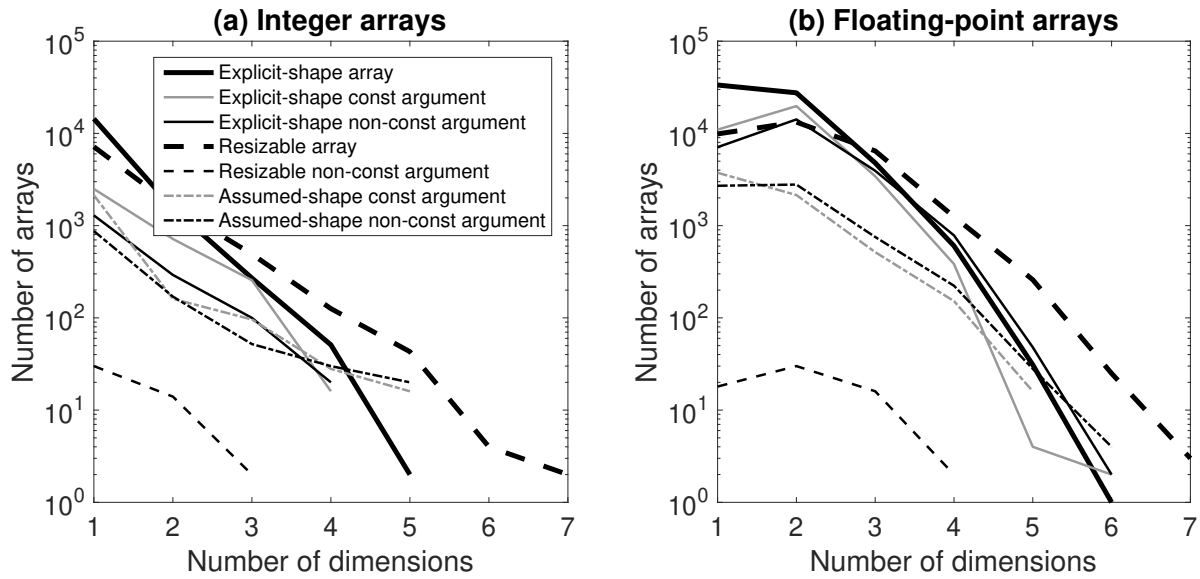 (a) Integer arrays
10^5
10^4
10^3
10^2
10^1
10^0
Number of arrays
Explicit-shape array
Explicit-shape const argument
Explicit-shape non-const argument
Resizable array
Resizable non-const argument
Assumed-shape const argument
Assumed-shape non-const argument
1 2 3 4 5 6 7
Number of dimensions
(b) Floating-point arrays
10^5
10^4
10^3
10^2
10^1
10^0
Number of arrays
1 2 3 4 5 6 7
Number of dimensions